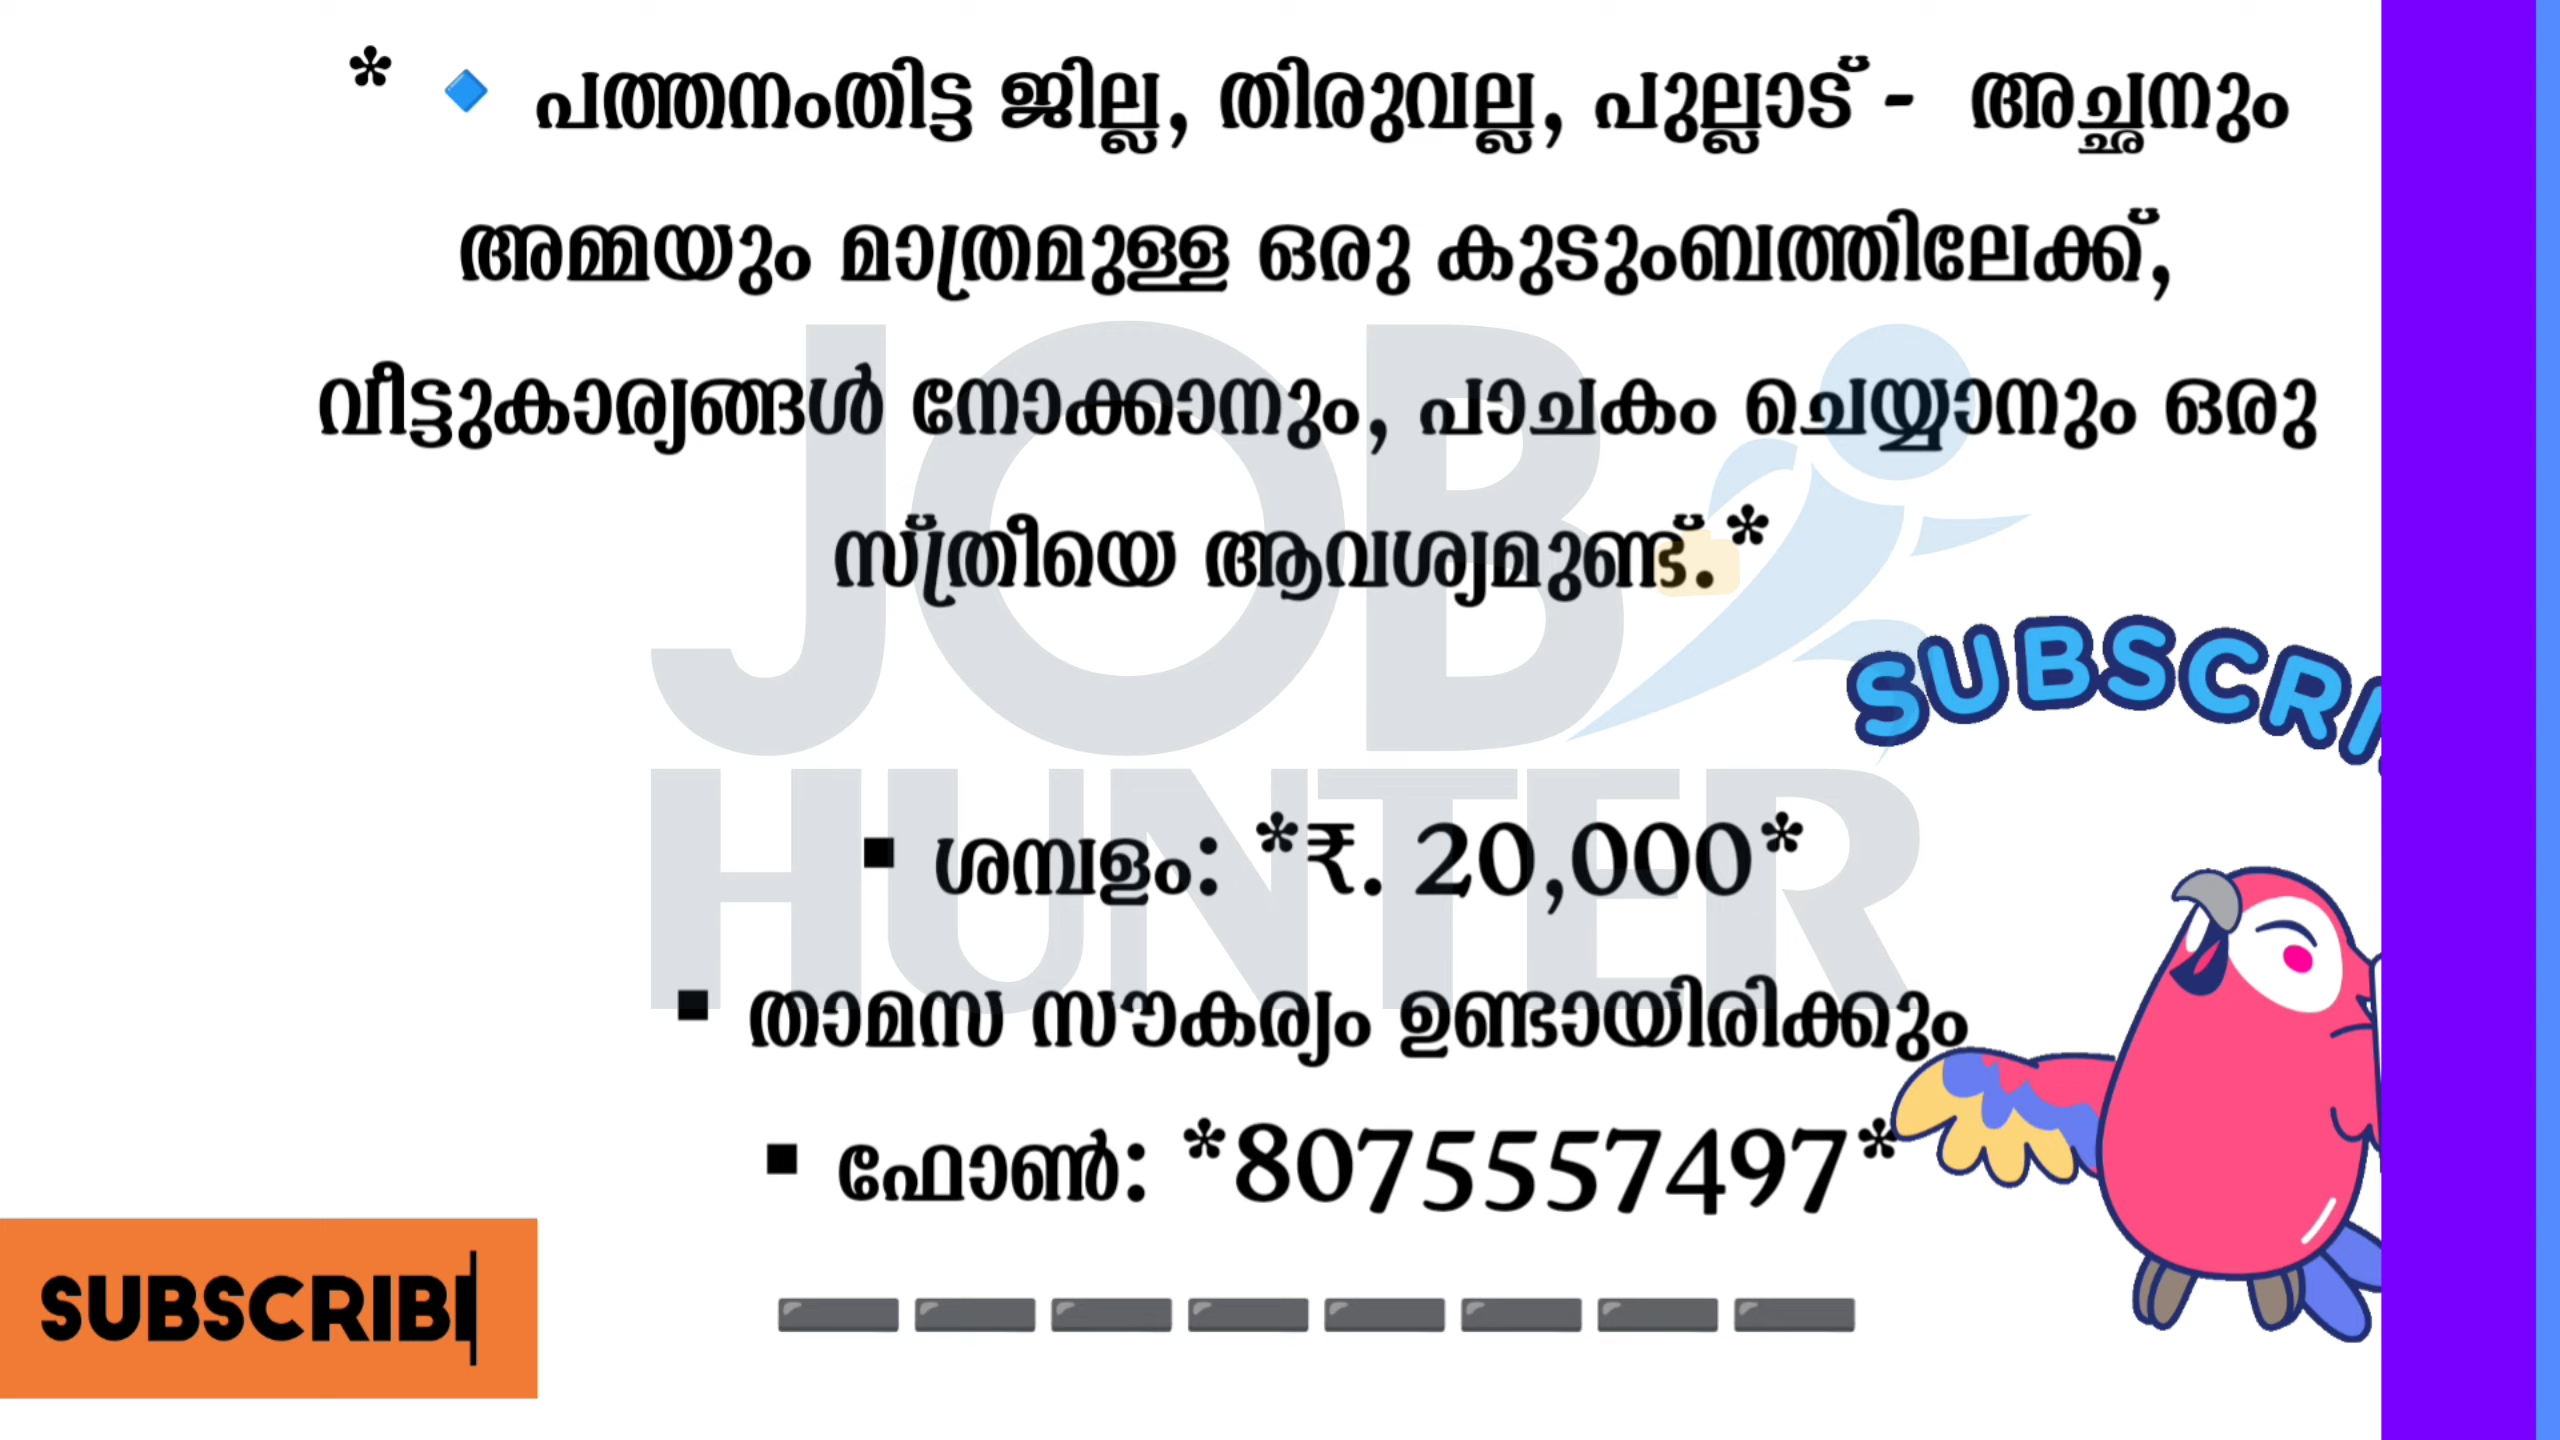 * 🔹 പത്തനംതിട്ട ജില്ല, തിരുവല്ല, പുല്ലാട് - അച്ഛനും
അമ്മയും മാത്രമുള്ള ഒരു കുടുംബത്തിലേക്ക്,
വീട്ടുകാര്യങ്ങൾ നോക്കാനും, പാചകം ചെയ്യാനും ഒരു
സ്ത്രീയെ ആവശ്യമുണ്ട്.*
JOB
HUNTER
SUBSCRI
▪ ശമ്പളം: *₹. 20,000*
▪ താമസ സൗകര്യം ഉണ്ടായിരിക്കും
▪ ഫോൺ: *8075557497*
SUBSCRIB